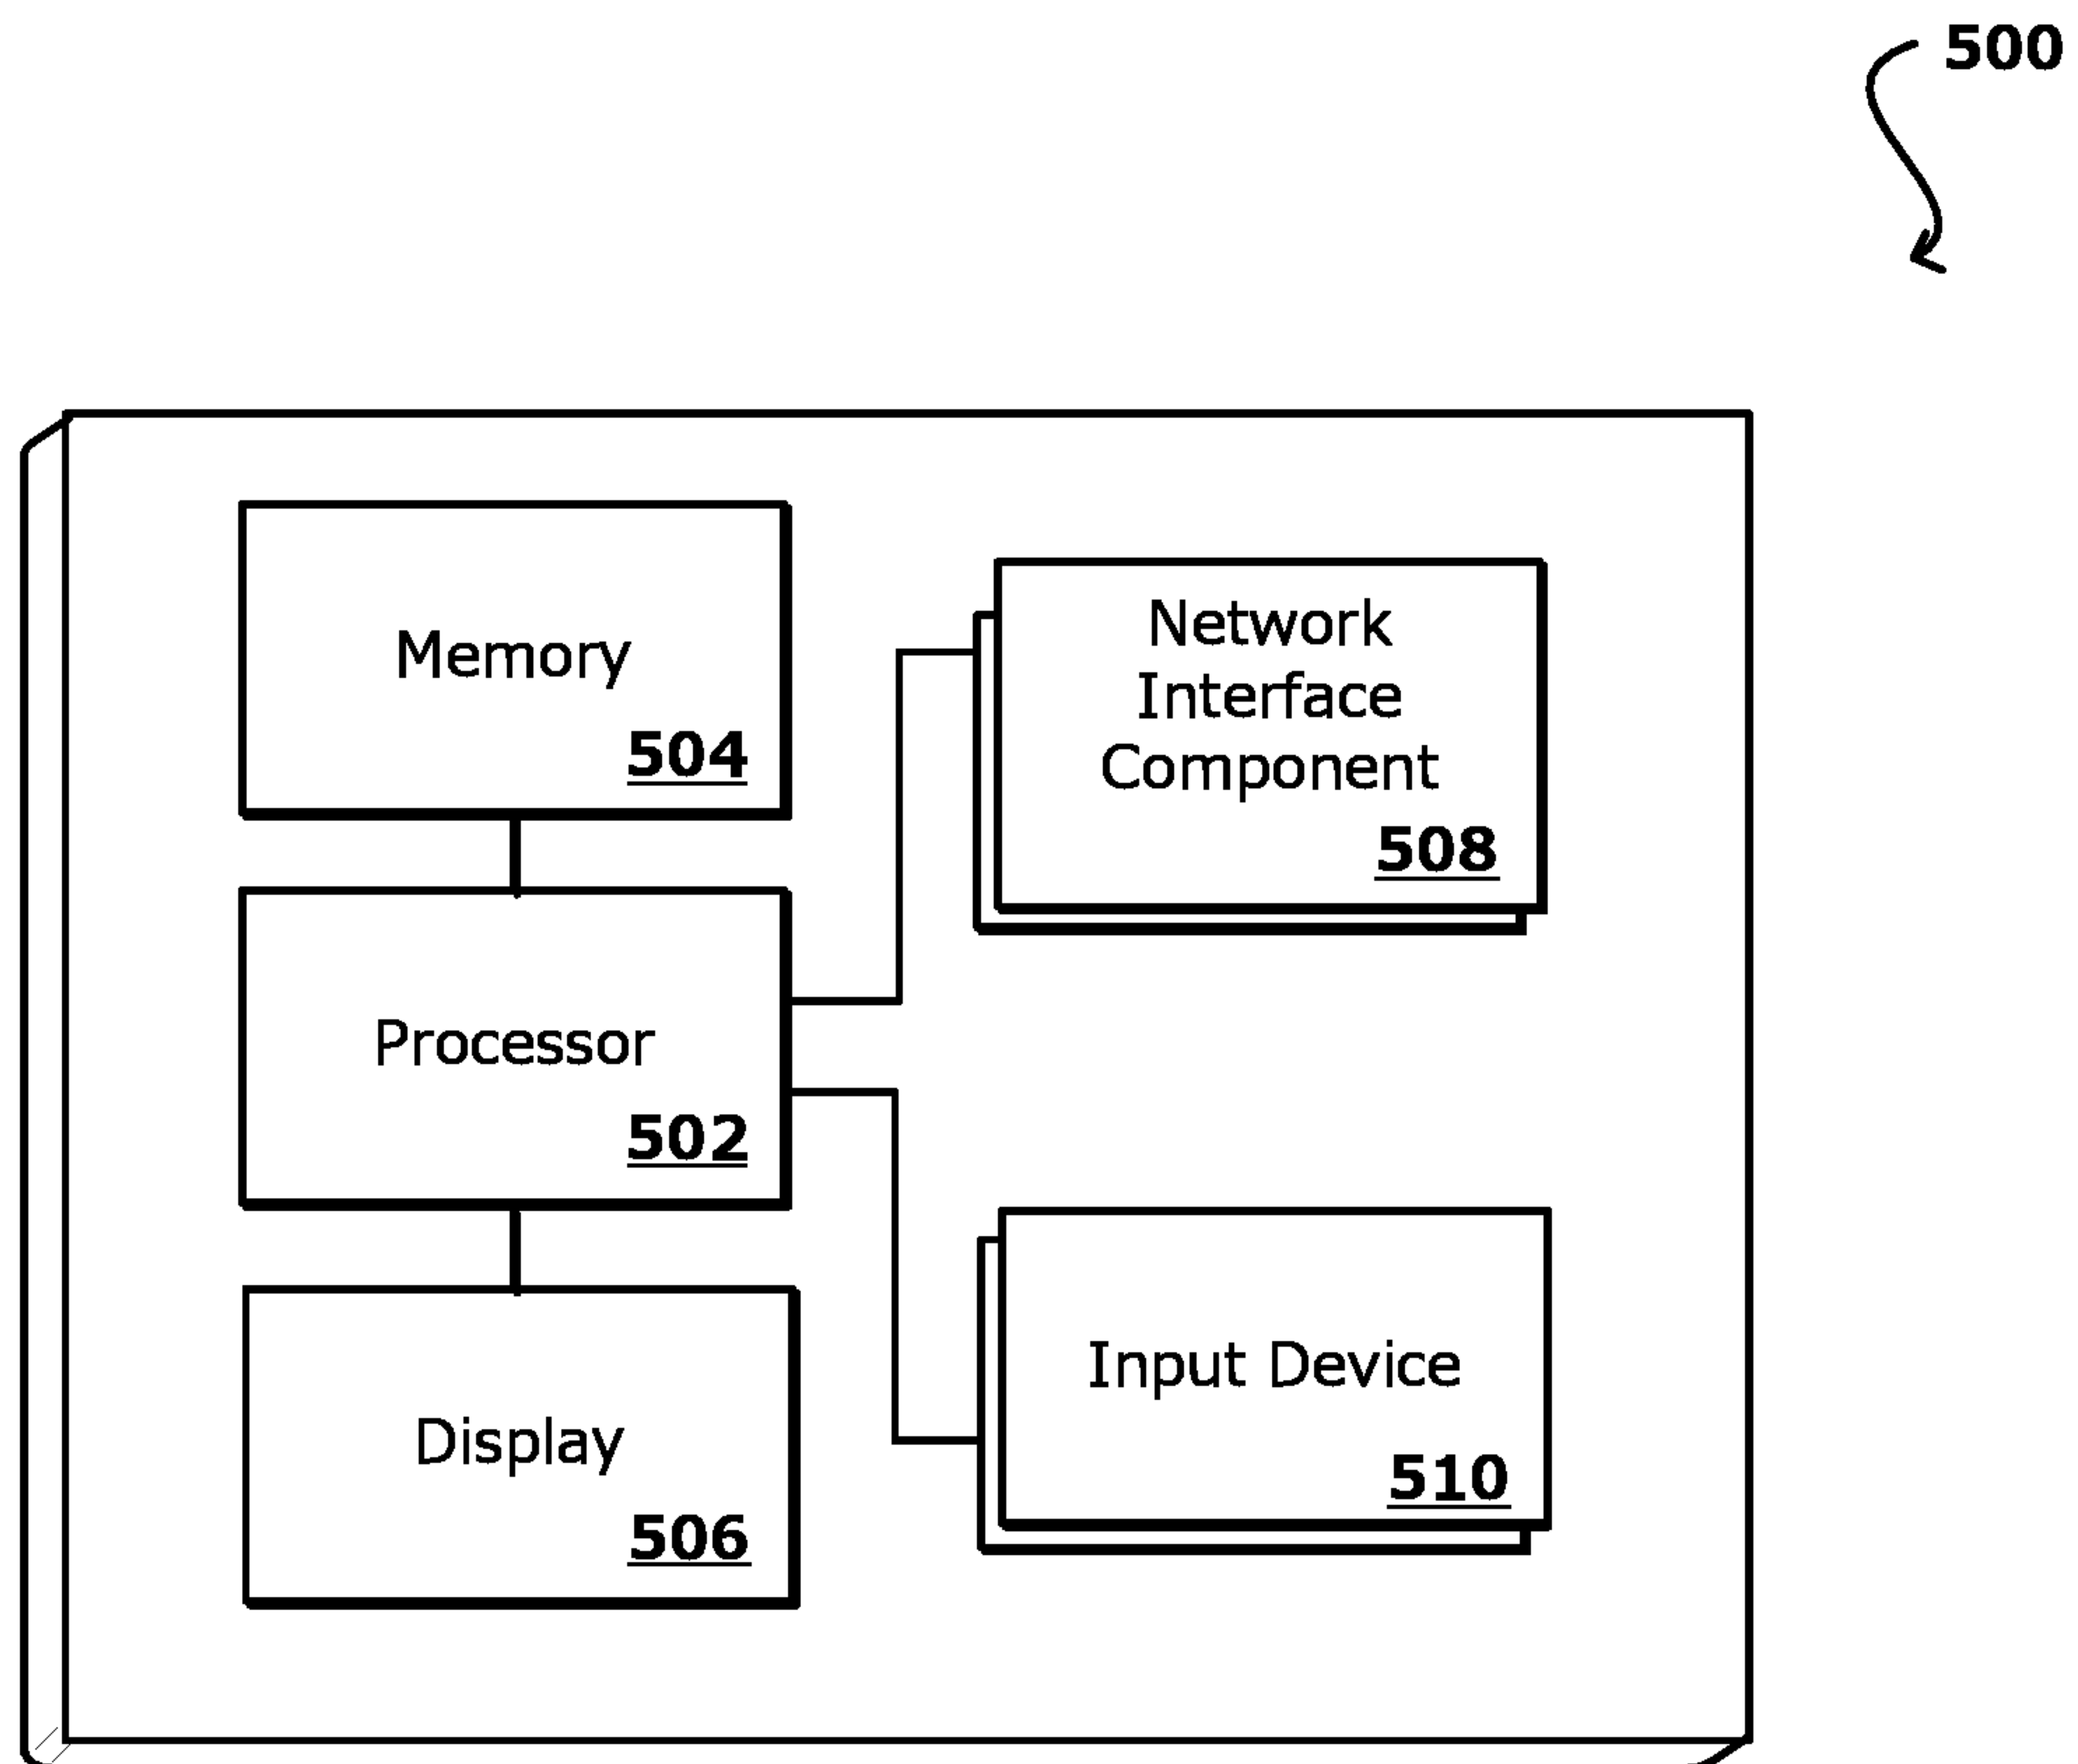 500
Memory
504
Network
Interface
Component
508
Processor
502
Input Device
510
Display
506